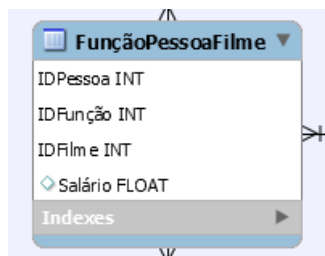 FunçãoPessoaFilme
IDPessoa INT
IDFunção INT
IDFilme INT
Salário FLOAT
Indexes